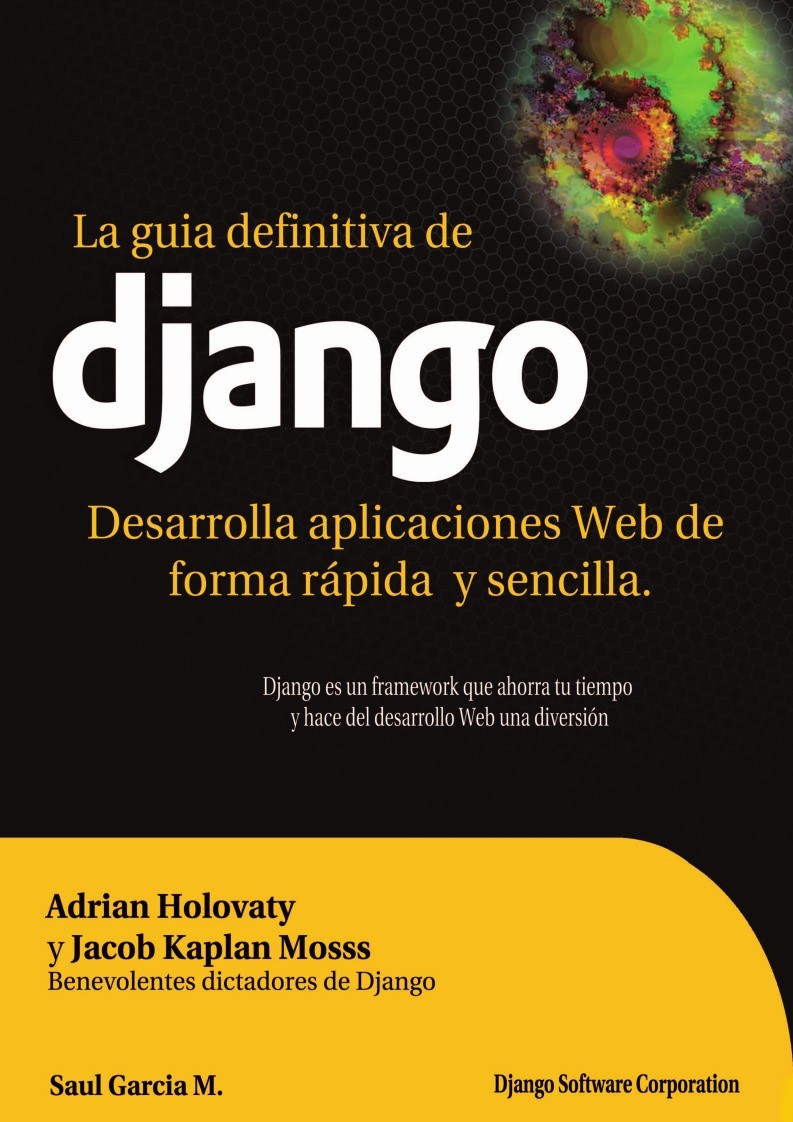 La guia definitiva de
django
Desarrolla aplicaciones Web de
forma rápida y sencilla.
Django es un framework que ahorra tu tiempo
y hace del desarrollo Web una diversión
Adrian Holovaty
y Jacob Kaplan Mosss
Benevolentes dictadores de Django
Saul Garcia M.
Django Software Corporation